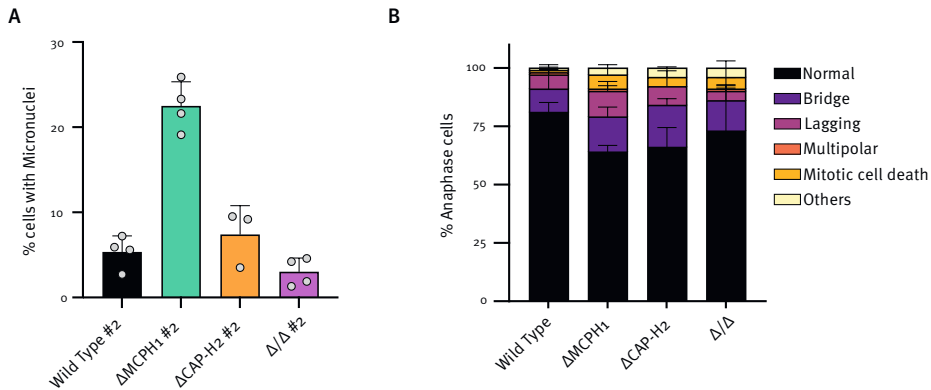 A
% cells with Micronuclei
30
20
10
0
Wild Type #2
ΔMCPH1 #2
ΔCAP-H2 #2
Δ/Δ #2
B
% Anaphase cells
100
75
50
25
0
Wild Type
ΔMCPH1
ΔCAP-H2
Δ/Δ
Normal
Bridge
Lagging
Multipolar
Mitotic cell death
Others